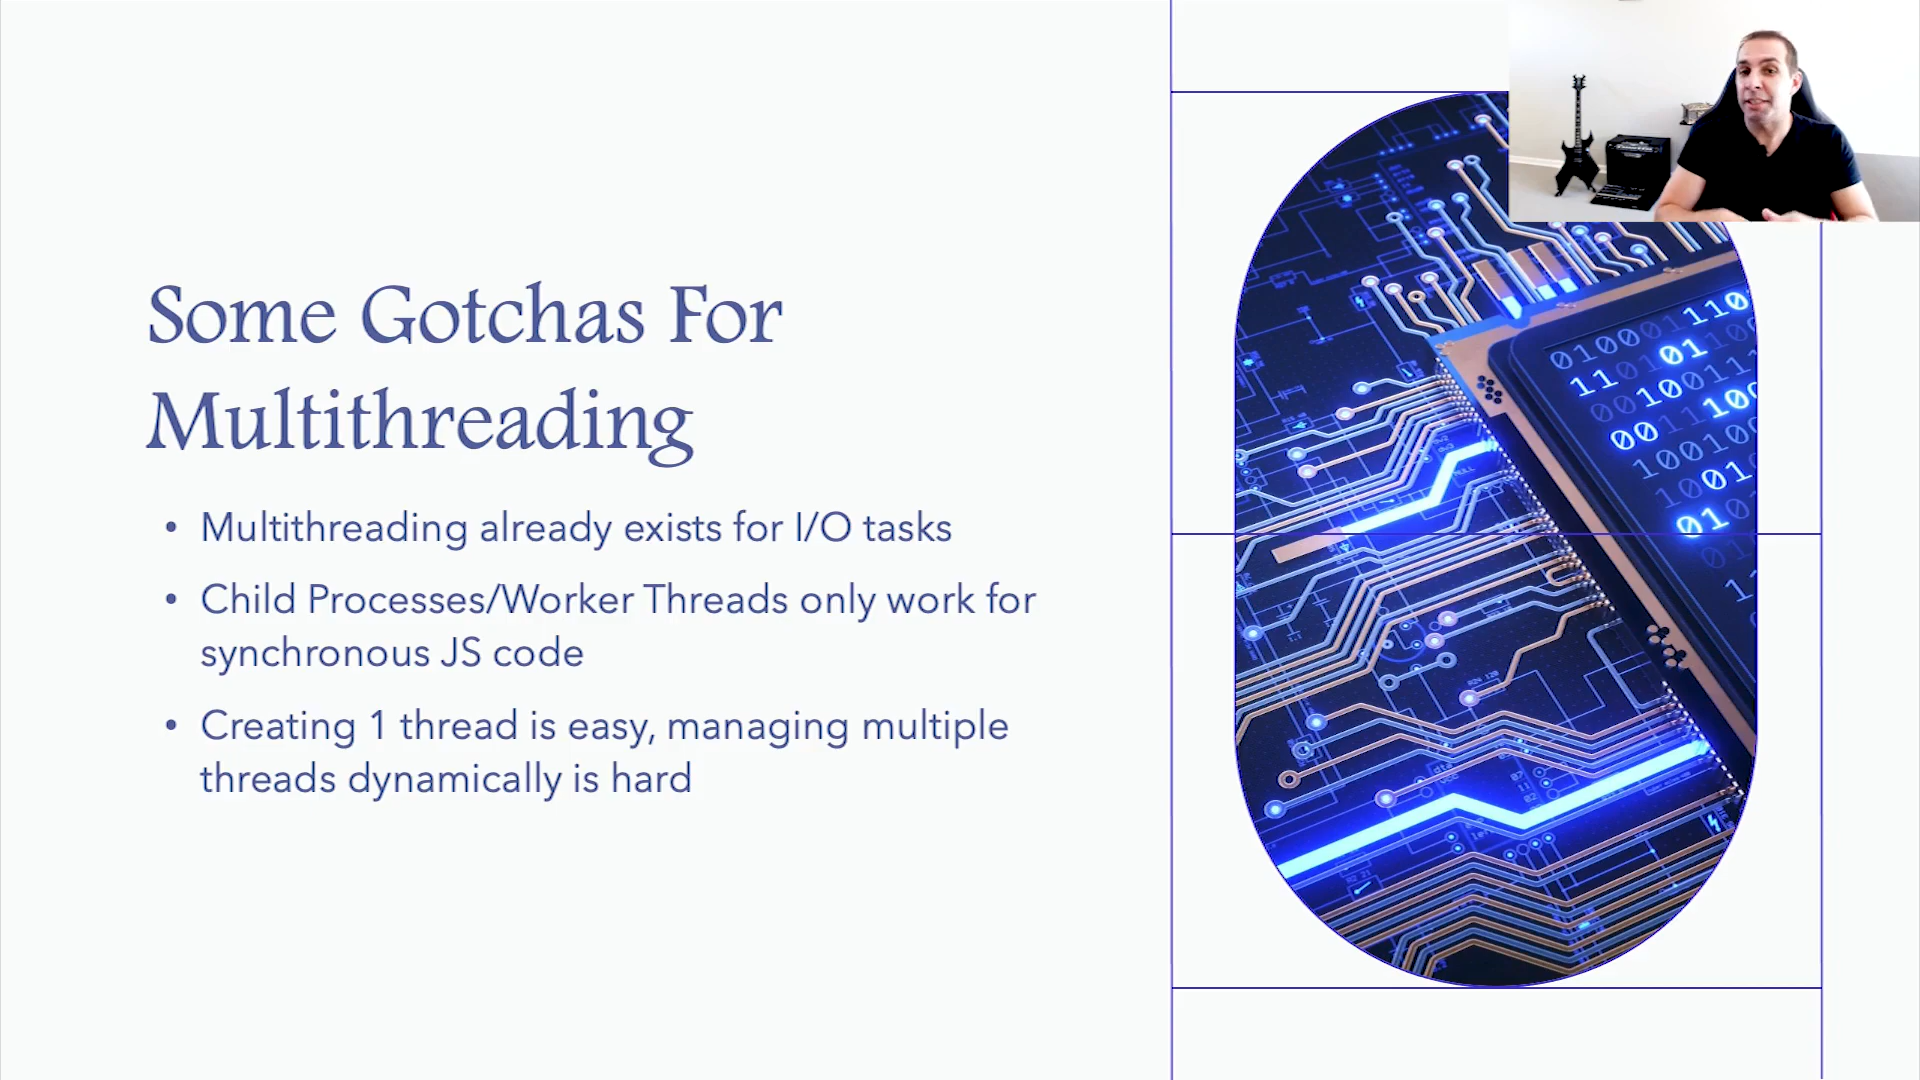 Some Gotchas For
Multithreading
• Multithreading already exists for I/O tasks
• Child Processes/Worker Threads only work for
synchronous JS code
• Creating 1 thread is easy, managing multiple
threads dynamically is hard